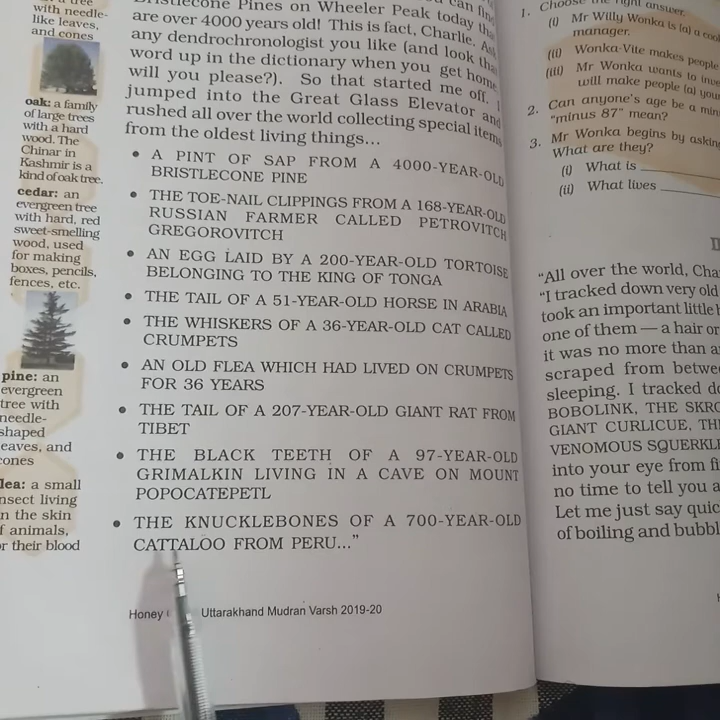 with needle-
like leaves,
and cones
oak: a family
of large trees
with a hard
wood. The
Chinar in
Kashmir is a
kind of oak tree.
cedar: an
evergreen tree
with hard, red
sweet-smelling
wood, used
for making
boxes, pencils,
fences, etc.
pine: an
evergreen
tree with
needle-
shaped
leaves, and
cones
flea: a small
insect living
on the skin
of animals,
or their blood
Bristlecone Pines on Wheeler Peak today
are over 4000 years old! This is fact, Charlie. Ask
any dendrochronologist you like (and look that
word up in the dictionary when you get home
will you please?). So that started me off. I
jumped into the Great Glass Elevator and
rushed all over the world collecting special items
from the oldest living things...
• A PINT OF SAP FROM A 4000-YEAR-OLD
BRISTLECONE PINE
• THE TOE-NAIL CLIPPINGS FROM A 168-YEAR-OLD
RUSSIAN FARMER CALLED PETROVITCH
GREGOROVITCH
• AN EGG LAID BY A 200-YEAR-OLD TORTOISE
BELONGING TO THE KING OF TONGA
• THE TAIL OF A 51-YEAR-OLD HORSE IN ARABIA
• THE WHISKERS OF A 36-YEAR-OLD CAT CALLED
CRUMPETS
• AN OLD FLEA WHICH HAD LIVED ON CRUMPETS
FOR 36 YEARS
• THE TAIL OF A 207-YEAR-OLD GIANT RAT FROM
TIBET
• THE BLACK TEETH OF A 97-YEAR-OLD
GRIMALKIN LIVING IN A CAVE ON MOUNT
POPOCATEPETL
• THE KNUCKLEBONES OF A 700-YEAR-OLD
CATTALOO FROM PERU..."
Honey Uttarakhand Mudran Varsh 2019-20
1. Choose the right answer.
(i) Mr Willy Wonka is (a) a
manager.
(ii) Wonka-Vite makes people
(iii) Mr Wonka wants to
will make people (a)
2. Can anyone's age be a
"minus 87" mean?
3. Mr Wonka begins by asking
What are they?
(i) What is
(ii) What lives
"All over the world,
"I tracked down very old
took an important little
one of them — a hair or
it was no more than
scraped from
sleeping. I tracked
BOBOLINK, THE
GIANT CURLICUE,
VENOMOUS
into your eye from
no time to tell you
Let me just say
of boiling and